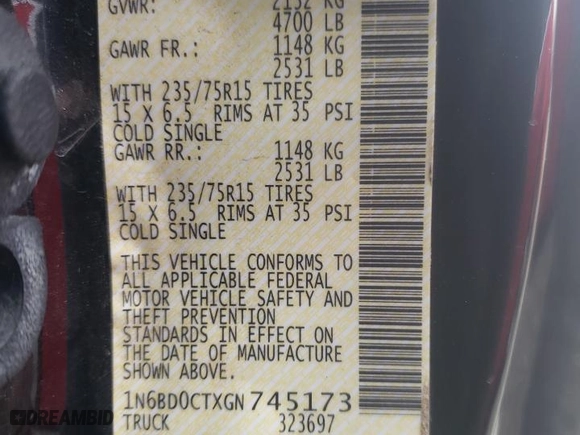 GVWR: 2132 KG
4700 LB
GAWR FR.: 1148 KG
2531 LB
WITH 235/75R15 TIRES
15 X 6.5 RIMS AT 35 PSI
COLD SINGLE
GAWR RR.: 1148 KG
2531 LB
WITH 235/75R15 TIRES
15 X 6.5 RIMS AT 35 PSI
COLD SINGLE
THIS VEHICLE CONFORMS TO
ALL APPLICABLE FEDERAL
MOTOR VEHICLE SAFETY AND
THEFT PREVENTION
STANDARDS IN EFFECT ON
THE DATE OF MANUFACTURE
SHOWN ABOVE.
1N6BD0CTXGN745173
TRUCK 323697
DREAMBID